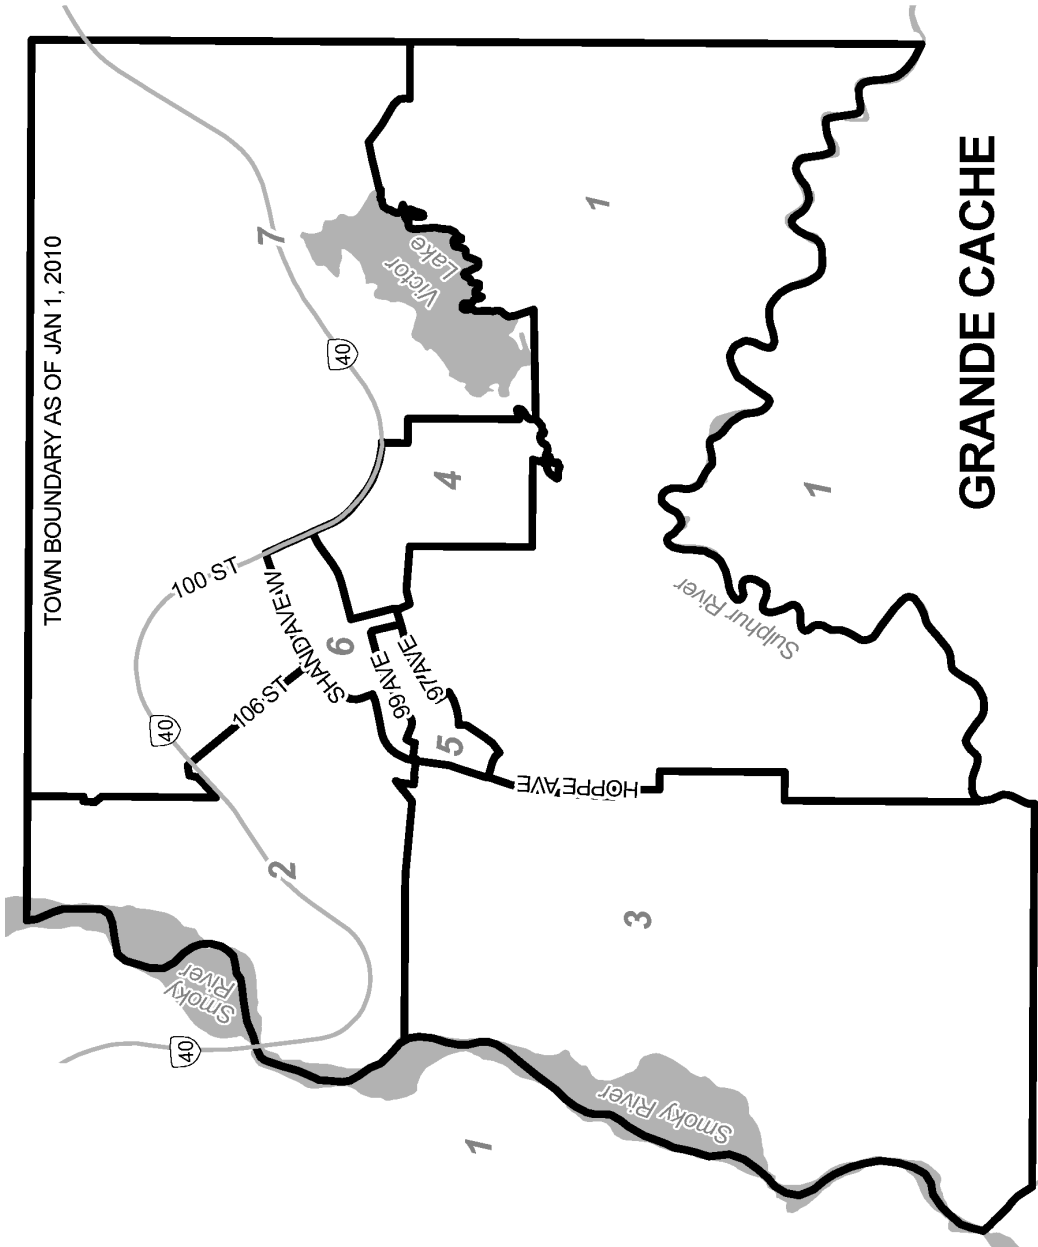 TOWN BOUNDARY AS OF JAN 1, 2010
GRANDE CACHE
7
40
Victor
Lake
1
4
1
100 ST
SHAND AVE W
6
99 AVE
97 AVE
106 ST
40
5
HOPPE AVE
Sulphur River
2
3
Smoky
River
40
Smoky River
1